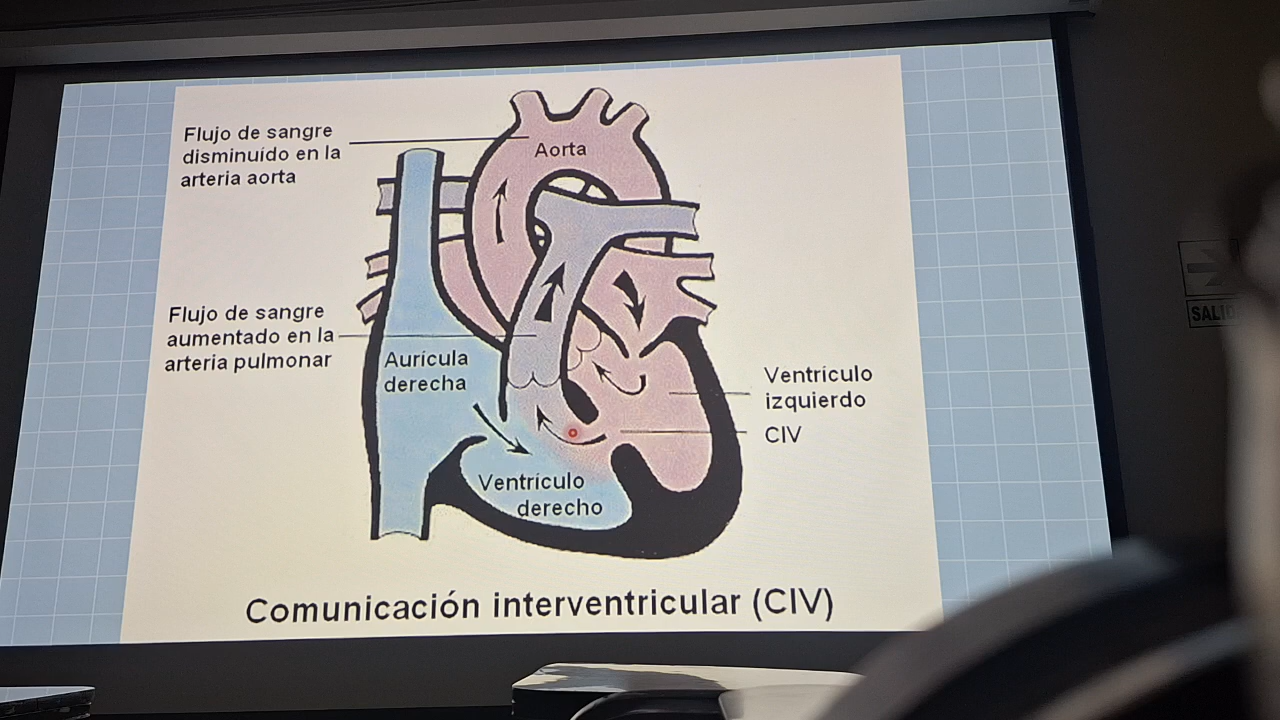 Flujo de sangre
disminuído en la
arteria aorta
Aorta
Flujo de sangre
aumentado en la
arteria pulmonar
Aurícula
derecha
Ventrículo
izquierdo
CIV
Ventrículo
derecho
Comunicación interventricular (CIV)